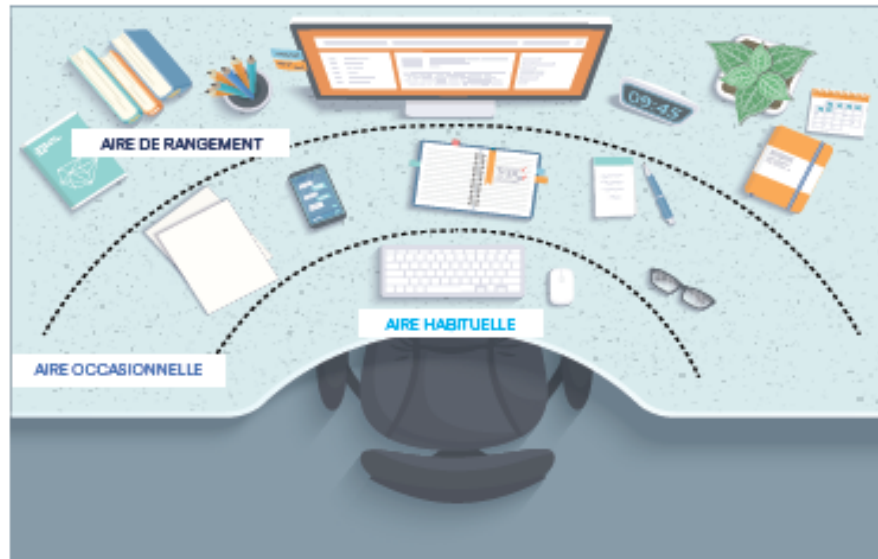 09:45
AIRE DE RANGEMENT
AIRE HABITUELLE
AIRE OCCASIONNELLE